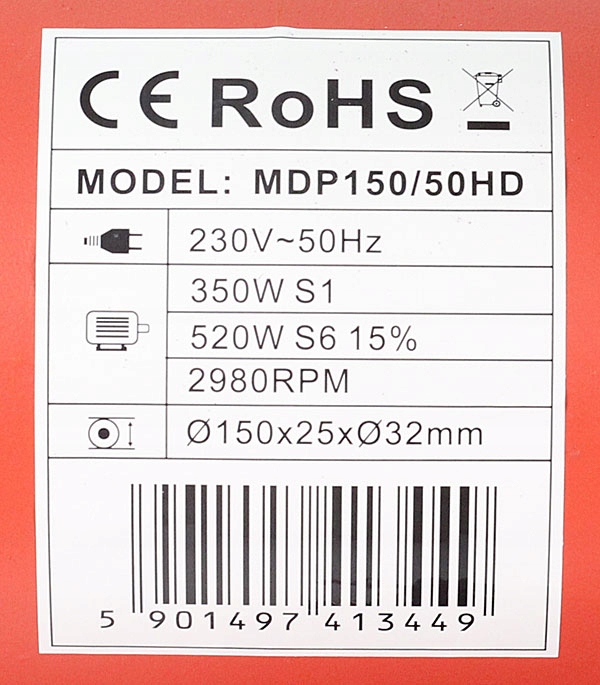 CE RoHS
MODEL: MDP150/50HD
230V~50Hz
350W S1
520W S6 15%
2980RPM
Ø150x25xØ32mm
5 901497 413449